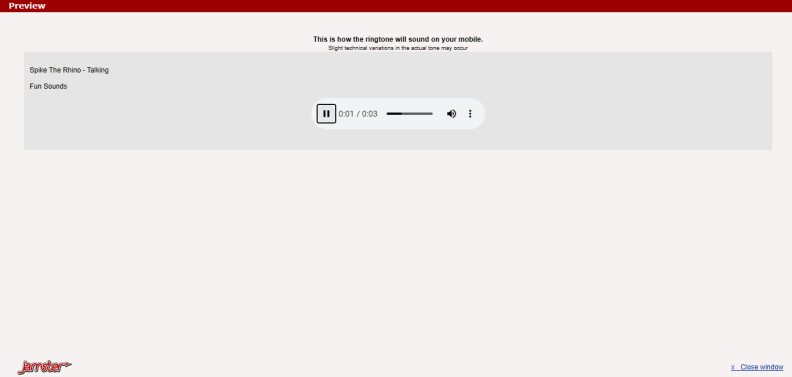 Preview
This is how the ringtone will sound on your mobile.
Slight technical variations in the actual tone may occur
Spike The Rhino - Talking
Fun Sounds
0:01 / 0:03
Jamster
x Close window